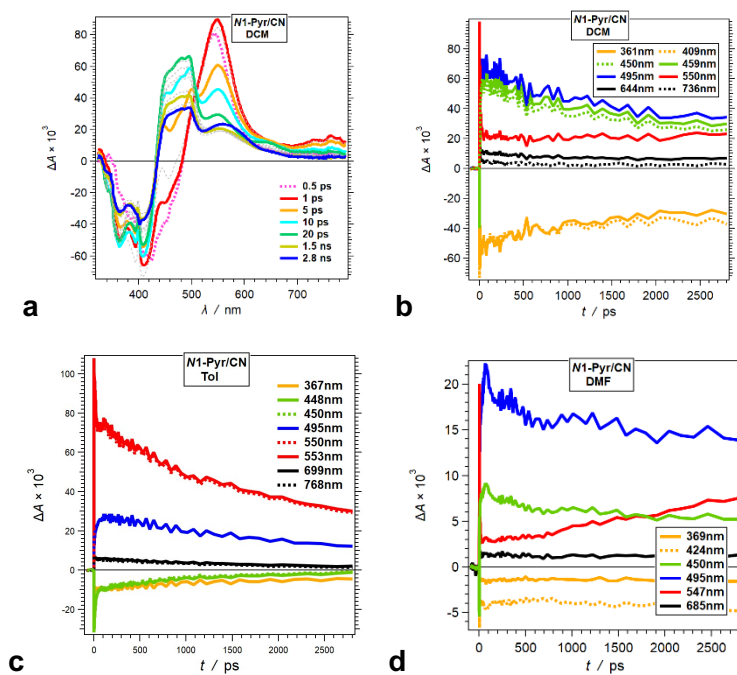 N1-Pyr/CN
DCM
80
60
40
20
0
-20
-40
-60
ΔA × 10³
400
500
600
700
λ / nm
0.5 ps
1 ps
5 ps
10 ps
20 ps
1.5 ns
2.8 ns
a
N1-Pyr/CN
DCM
361nm 409nm
450nm 459nm
495nm 550nm
644nm 736nm
80
60
40
20
0
-20
-40
-60
ΔA × 10³
0
500
1000
1500
2000
2500
t / ps
b
N1-Pyr/CN
Tol
367nm
448nm
450nm
495nm
550nm
553nm
699nm
768nm
100
80
60
40
20
0
-20
ΔA × 10³
0
500
1000
1500
2000
2500
t / ps
c
N1-Pyr/CN
DMF
369nm
424nm
450nm
495nm
547nm
685nm
20
15
10
5
0
-5
ΔA × 10³
0
500
1000
1500
2000
2500
t / ps
d